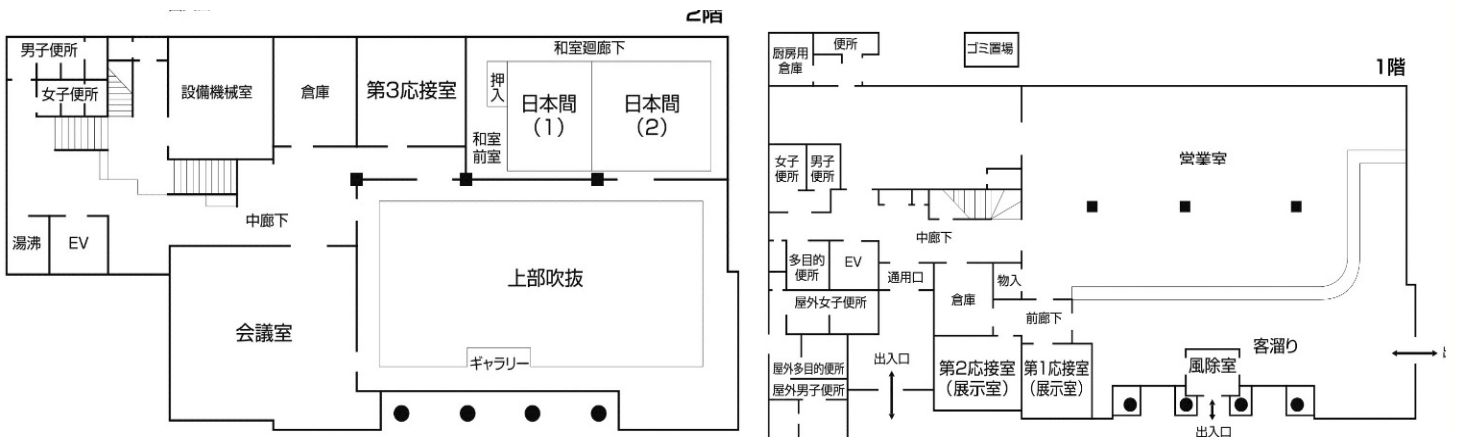 2階
男子便所
女子便所
設備機械室
倉庫
第3応接室
和室廻廊下
押
入
日本間
(1)
日本間
(2)
和室
前室
中廊下
湯沸
EV
会議室
上部吹抜
ギャラリー
1階
厨房用
倉庫
便所
ゴミ置場
女子
便所
男子
便所
営業室
中廊下
多目的
便所
EV
通用口
物入
倉庫
屋外女子便所
前廊下
客溜り
風除室
出入口
第2応接室
(展示室)
第1応接室
(展示室)
屋外多目的便所
屋外男子便所
出入口